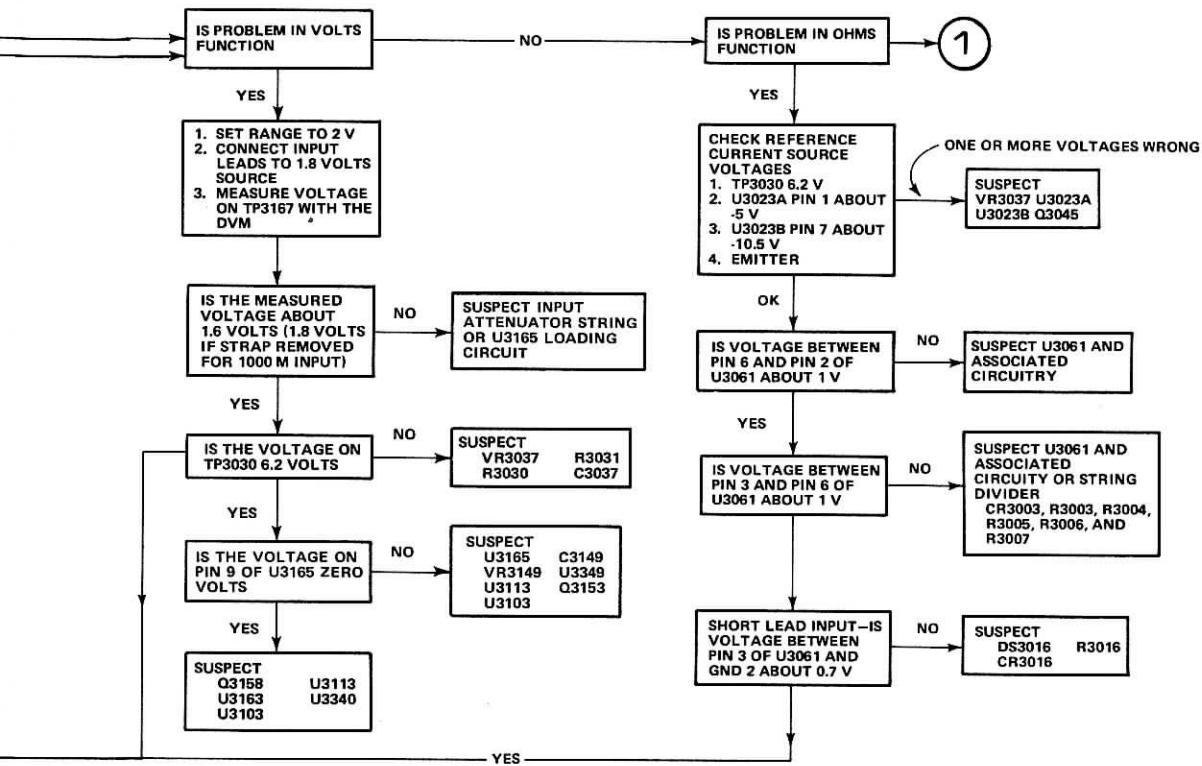 IS PROBLEM IN VOLTS
FUNCTION
NO
IS PROBLEM IN OHMS
FUNCTION
1
YES
1. SET RANGE TO 2 V
2. CONNECT INPUT
LEADS TO 1.8 VOLTS
SOURCE
3. MEASURE VOLTAGE
ON TP3167 WITH THE
DVM
IS THE MEASURED
VOLTAGE ABOUT
1.6 VOLTS (1.8 VOLTS
IF STRAP REMOVED
FOR 1000 M INPUT)
NO
SUSPECT INPUT
ATTENUATOR STRING
OR U3165 LOADING
CIRCUIT
YES
IS THE VOLTAGE ON
TP3030 6.2 VOLTS
NO
SUSPECT
VR3037 R3031
R3030 C3037
YES
IS THE VOLTAGE ON
PIN 9 OF U3165 ZERO
VOLTS
NO
SUSPECT
U3165 C3149
VR3149 U3349
U3113 Q3153
U3103
YES
SUSPECT
Q3158 U3113
U3163 U3340
U3103
YES
CHECK REFERENCE
CURRENT SOURCE
VOLTAGES
1. TP3030 6.2 V
2. U3023A PIN 1 ABOUT
-5 V
3. U3023B PIN 7 ABOUT
-10.5 V
4. EMITTER
ONE OR MORE VOLTAGES WRONG
SUSPECT
VR3037 U3023A
U3023B Q3045
OK
IS VOLTAGE BETWEEN
PIN 6 AND PIN 2 OF
U3061 ABOUT 1 V
NO
SUSPECT U3061 AND
ASSOCIATED
CIRCUITRY
YES
IS VOLTAGE BETWEEN
PIN 3 AND PIN 6 OF
U3061 ABOUT 1 V
NO
SUSPECT U3061 AND
ASSOCIATED
CIRCUITY OR STRING
DIVIDER
CR3003, R3003, R3004,
R3005, R3006, AND
R3007
SHORT LEAD INPUT—IS
VOLTAGE BETWEEN
PIN 3 OF U3061 AND
GND 2 ABOUT 0.7 V
NO
SUSPECT
DS3016 R3016
CR3016
YES